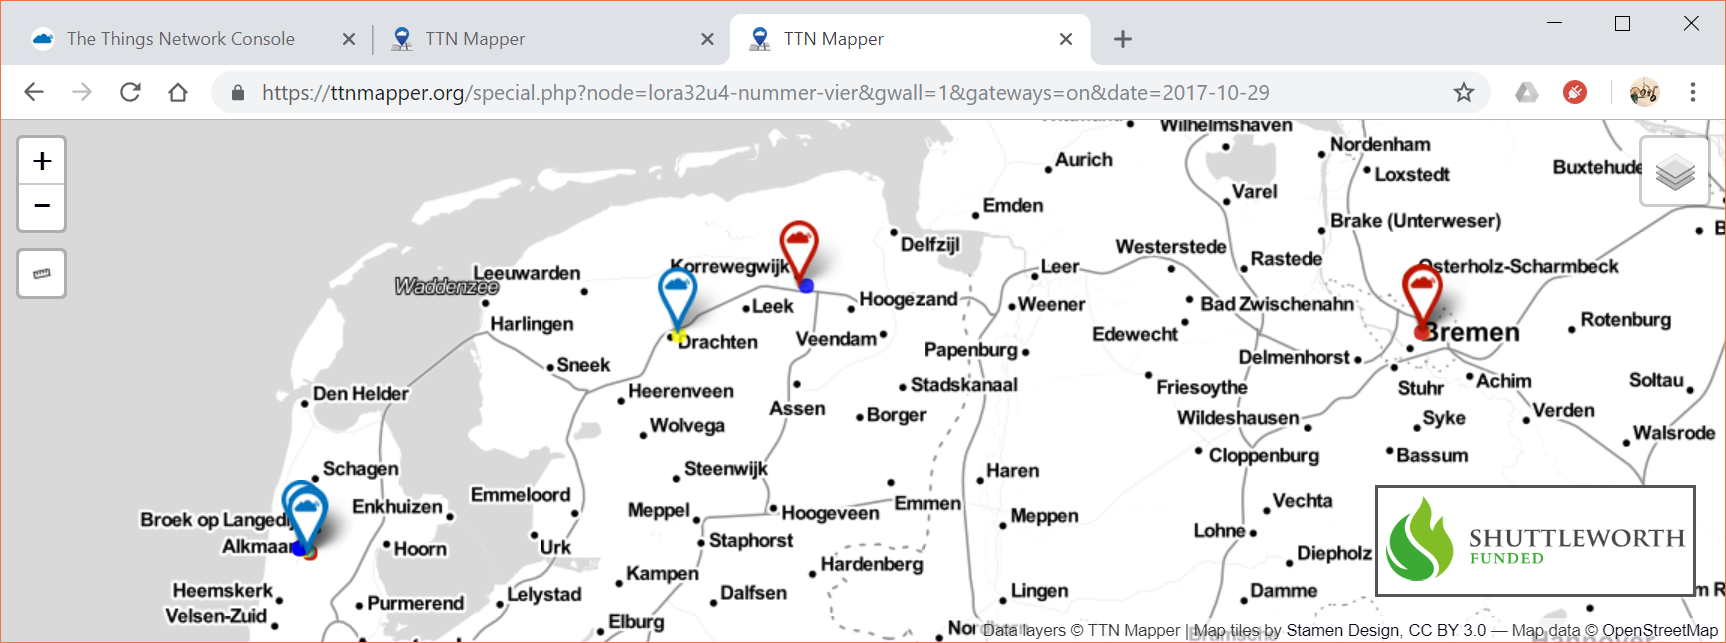 The Things Network Console
TTN Mapper
TTN Mapper
https://ttnmapper.org/special.php?node=lora32u4-nummer-vier&gwall=1&gateways=on&date=2017-10-29
+
−
Wilhelmshaven
Nordenham
Aurich
Buxtehude
Loxstedt
Varel
Emden
Brake (Unterweser)
Delfzijl
Westerstede
Rastede
Korrewegwijk
Leer
Osterholz-Scharmbeck
Leeuwarden
Waddenzee
Hoogezand
Leek
Weener
Bad Zwischenahn
Harlingen
Rotenburg
Edewecht
Bremen
Veendam
Drachten
Papenburg
Delmenhorst
Sneek
Stadskanaal
Friesoythe
Stuhr
Achim
Soltau
Den Helder
Heerenveen
Assen
Borger
Wildeshausen
Syke
Verden
Wolvega
Walsrode
Cloppenburg
Bassum
Schagen
Steenwijk
Haren
Emmeloord
Enkhuizen
Emmen
Vechta
Meppel
Hoogeveen
Meppen
Broek op Langedij
Lohne
Alkmaar
Hoorn
Urk
Staphorst
Diepholz
SHUTTLEWORTH
FUNDED
Hardenberg
Kampen
Heemskerk
Lelystad
Dalfsen
Lingen
Damme
Purmerend
Velsen-Zuid
Elburg
Data layers © TTN Mapper | Map tiles by Stamen Design, CC BY 3.0 — Map data © OpenStreetMap